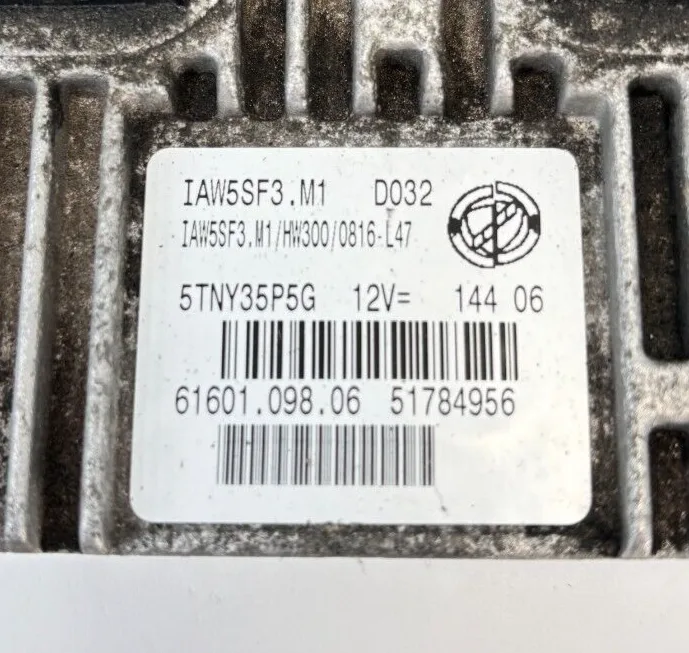 IAW5SF3.M1 D032
IAW5SF3.M1/HW300/0816-L47
5TNY35P5G 12V= 144 06
61601.098.06 51784956